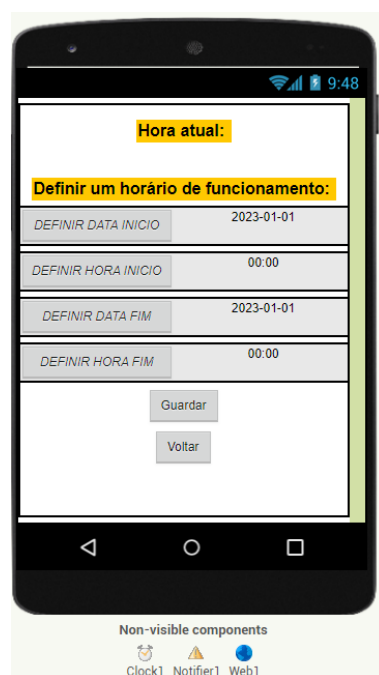 9:48
Hora atual:
Definir um horário de funcionamento:
DEFINIR DATA INICIO 2023-01-01
DEFINIR HORA INICIO 00:00
DEFINIR DATA FIM 2023-01-01
DEFINIR HORA FIM 00:00
Guardar
Voltar
Non-visible components
Clock1 Notifier1 Web1